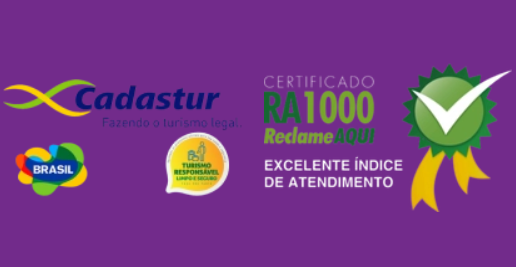 Cadastur
Fazendo o turismo legal.
BRASIL
TURISMO
RESPONSÁVEL
LIMPO E SEGURO
CERTIFICADO
RA1000
ReclameAQUI
EXCELENTE ÍNDICE
DE ATENDIMENTO